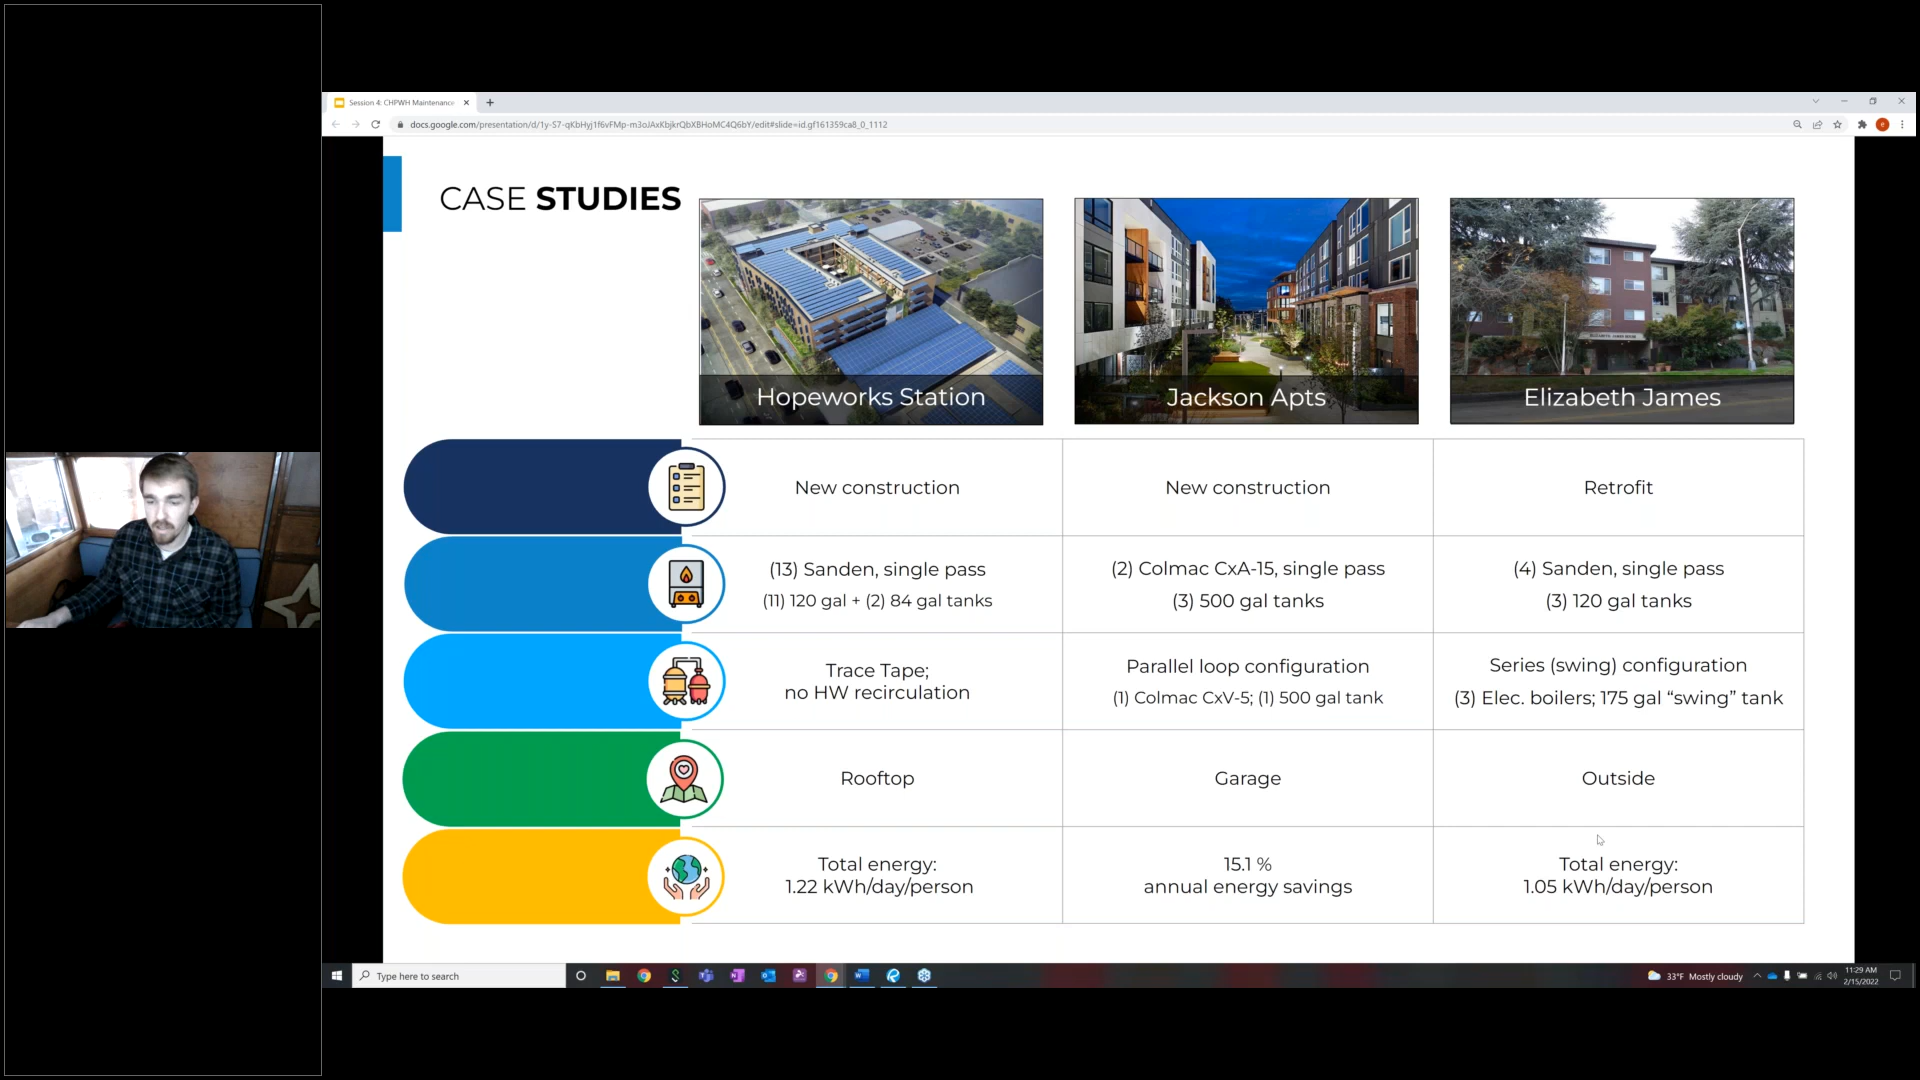 Session 4: CHPWH Maintenance
docs.google.com/presentation/d/1y-S7-qKbHyj1f6vFMp-m3oJAxKbjkrQbXBHoMC4Q6bY/edit#slide=id.gf161359ca8_0_1112
CASE STUDIES
Hopeworks Station
Jackson Apts
Elizabeth James
New construction
New construction
Retrofit
(13) Sanden, single pass
(11) 120 gal + (2) 84 gal tanks
(2) Colmac CxA-15, single pass
(3) 500 gal tanks
(4) Sanden, single pass
(3) 120 gal tanks
Trace Tape;
no HW recirculation
Parallel loop configuration
(1) Colmac CxV-5; (1) 500 gal tank
Series (swing) configuration
(3) Elec. boilers; 175 gal “swing” tank
Rooftop
Garage
Outside
Total energy:
1.22 kWh/day/person
15.1 %
annual energy savings
Total energy:
1.05 kWh/day/person
Type here to search
33°F Mostly cloudy
11:29 AM
2/15/2022